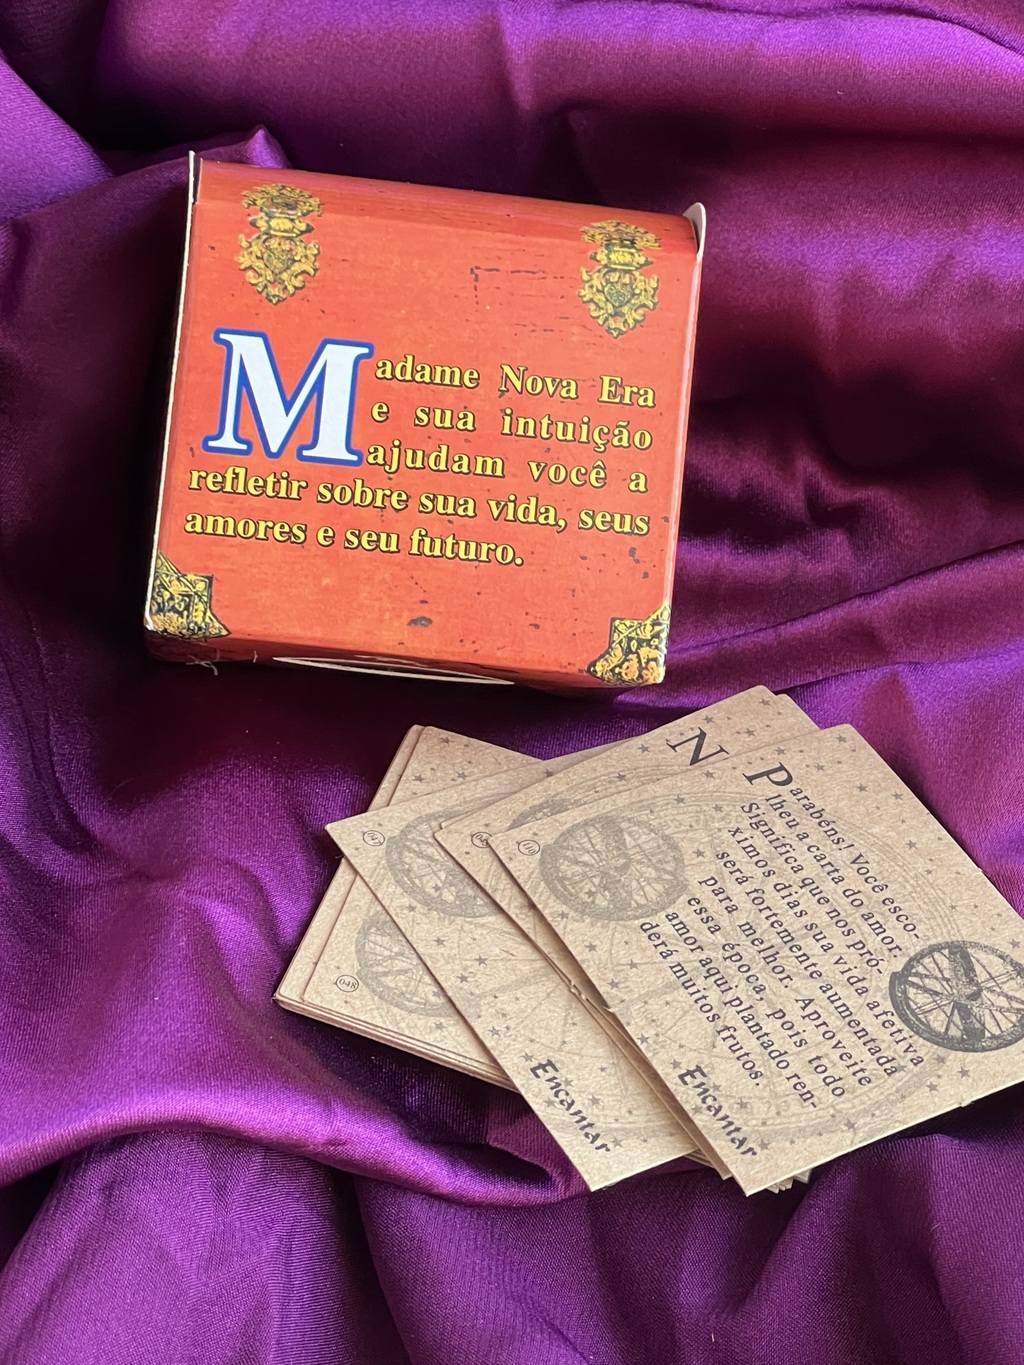 Madame Nova Era
e sua intuição
ajudam você a
refletir sobre sua vida, seus
amores e seu futuro.
N
Parabéns! Você esco-
lheu a carta do amor.
Significa que nos pró-
ximos dias sua vida afetiva
será fortemente aumentada
para melhor. Aproveite
essa época, pois todo
amor aqui plantado ren-
derá muitos frutos.
Encantar
Encantar
048